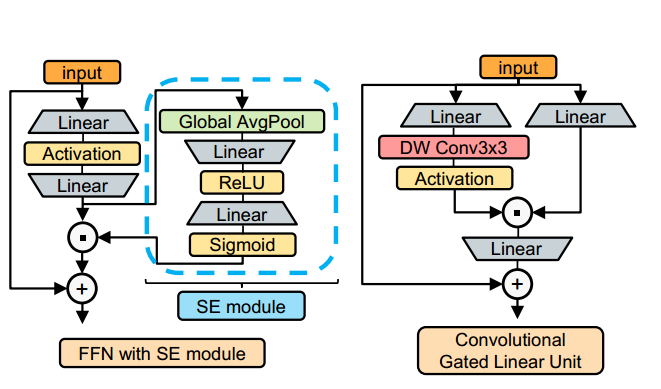 input
Linear
Activation
Linear
+
Global AvgPool
Linear
ReLU
Linear
Sigmoid
SE module
FFN with SE module
input
Linear
Linear
DW Conv3x3
Activation
Linear
+
Convolutional
Gated Linear Unit